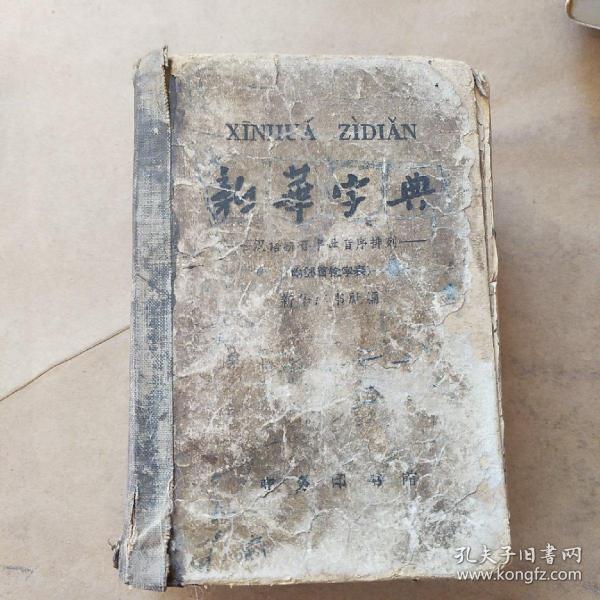 XĪNHUÁ ZÌDIǍN
新華字典
汉语拼音字母音序排列
(附部首检字表)
新华辞书社编
商务印书馆
孔夫子旧书网
www.kongfz.com